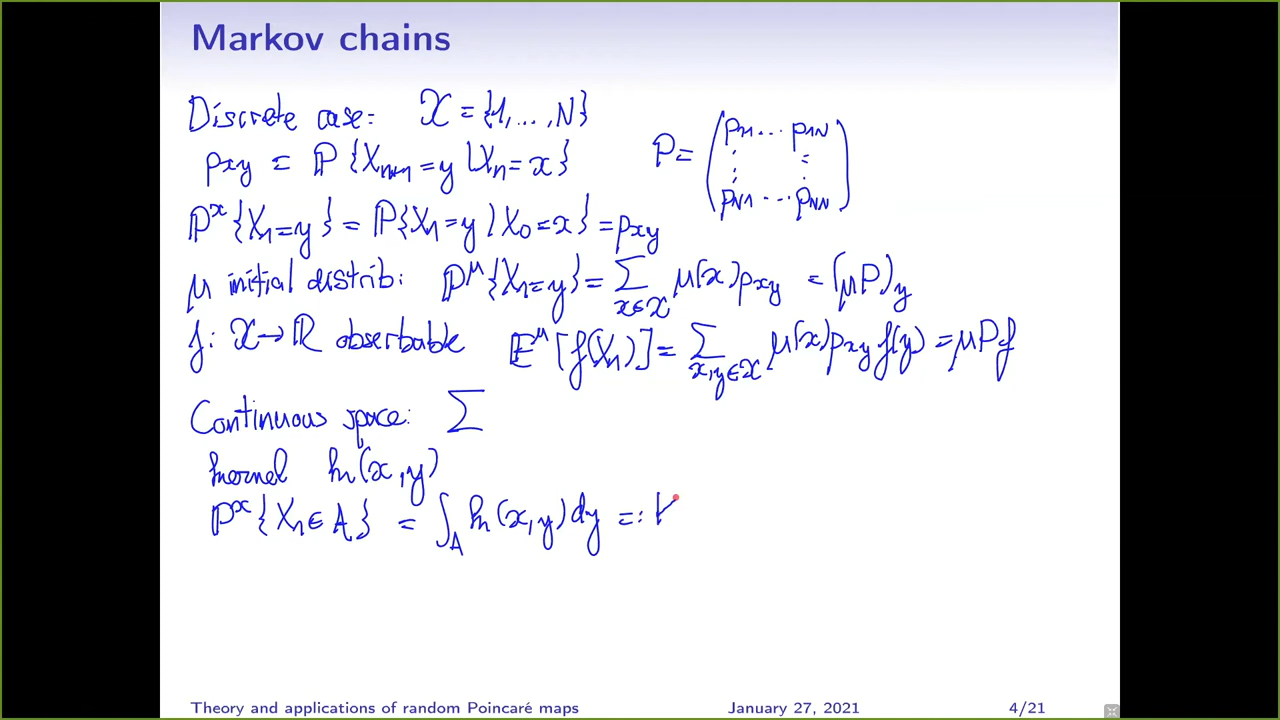 Markov chains
Discrete case: 𝒳 = {1,...,N}
p_xy = ℙ{X_{n+1} = y | X_n = x}
P = (p_11 ... p_1N ⋮ ⋮ p_N1 ... p_NN)
ℙ^x{X_1 = y} = ℙ{X_1 = y | X_0 = x} = p_xy
μ initial distrib: ℙ^μ{X_1 = y} = Σ_{x∈𝒳} μ(x) p_xy = (μP)_y
f: 𝒳 → ℝ obserbable 𝔼^μ[f(X_1)] = Σ_{x,y∈𝒳} μ(x) p_xy f(y) = μPf
Continuous space: Σ
kernel k(x,y)
ℙ^x{X_1 ∈ A} = ∫_A k(x,y) dy =:
Theory and applications of random Poincaré maps January 27, 2021 4/21